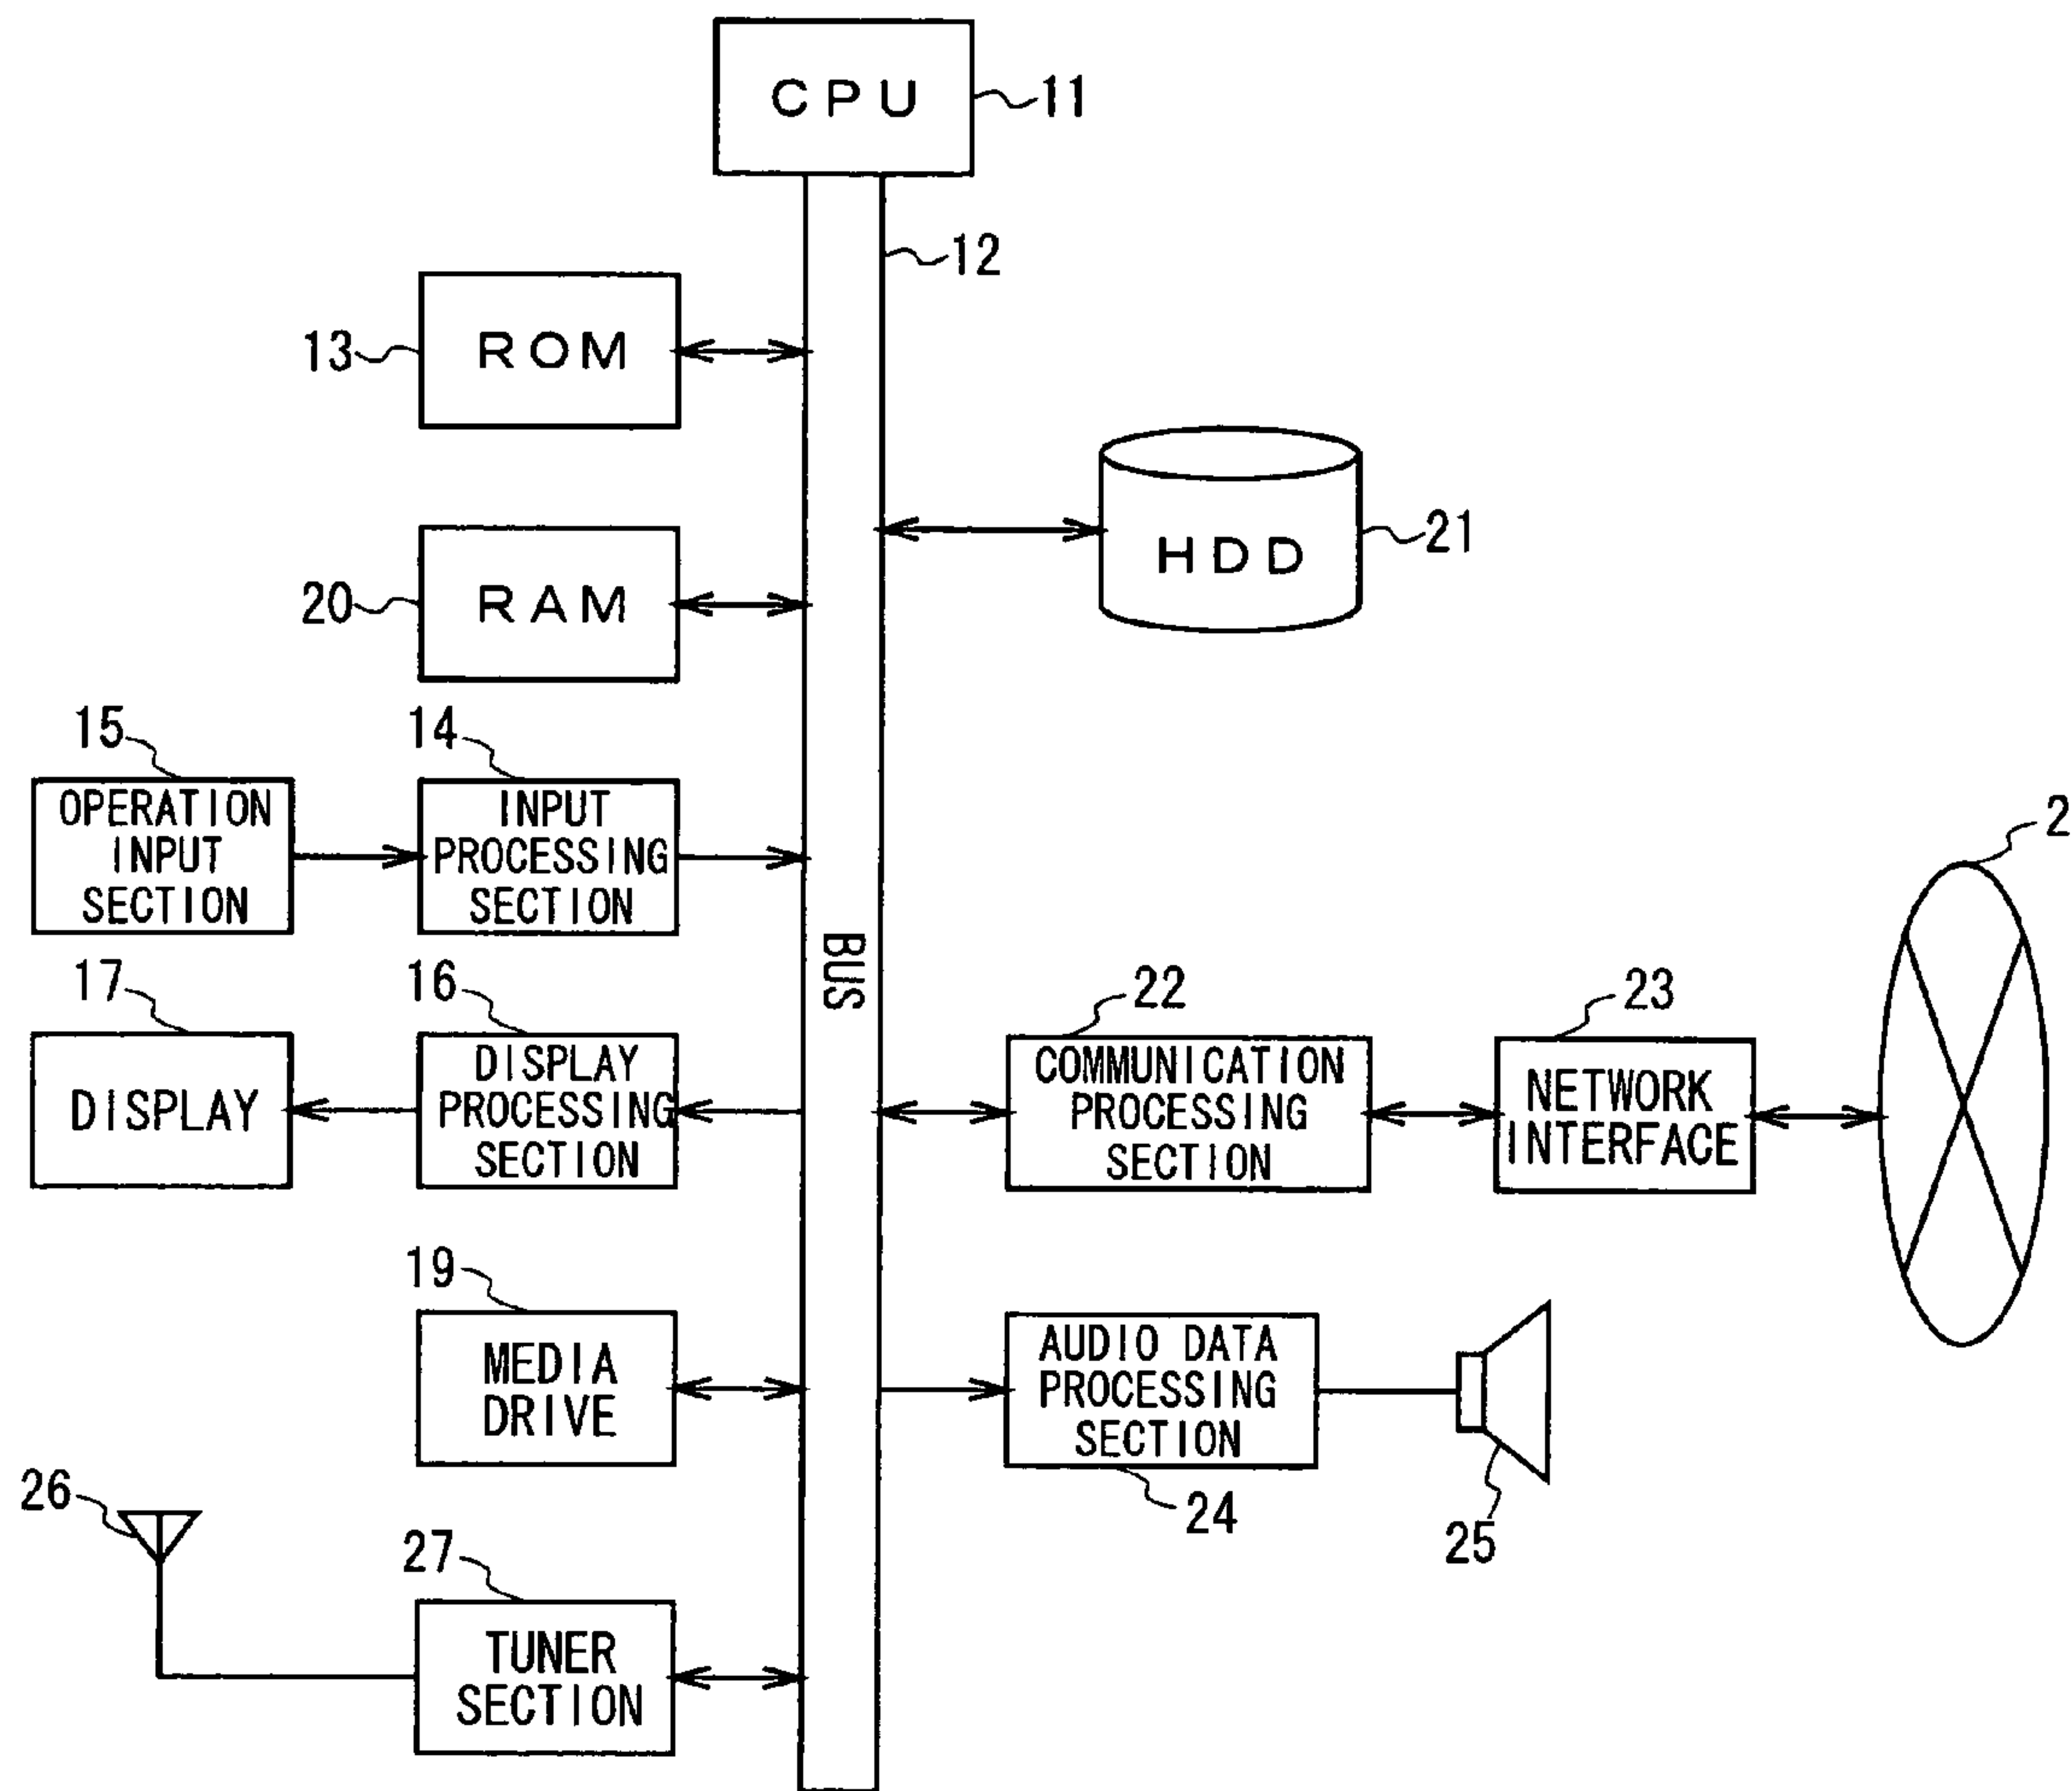 CPU
11
12
13
ROM
20
RAM
HDD
21
15
OPERATION
INPUT
SECTION
14
INPUT
PROCESSING
SECTION
BUS
17
DISPLAY
16
DISPLAY
PROCESSING
SECTION
22
COMMUNICATION
PROCESSING
SECTION
23
NETWORK
INTERFACE
2
19
MEDIA
DRIVE
AUDIO DATA
PROCESSING
SECTION
24
25
26
27
TUNER
SECTION